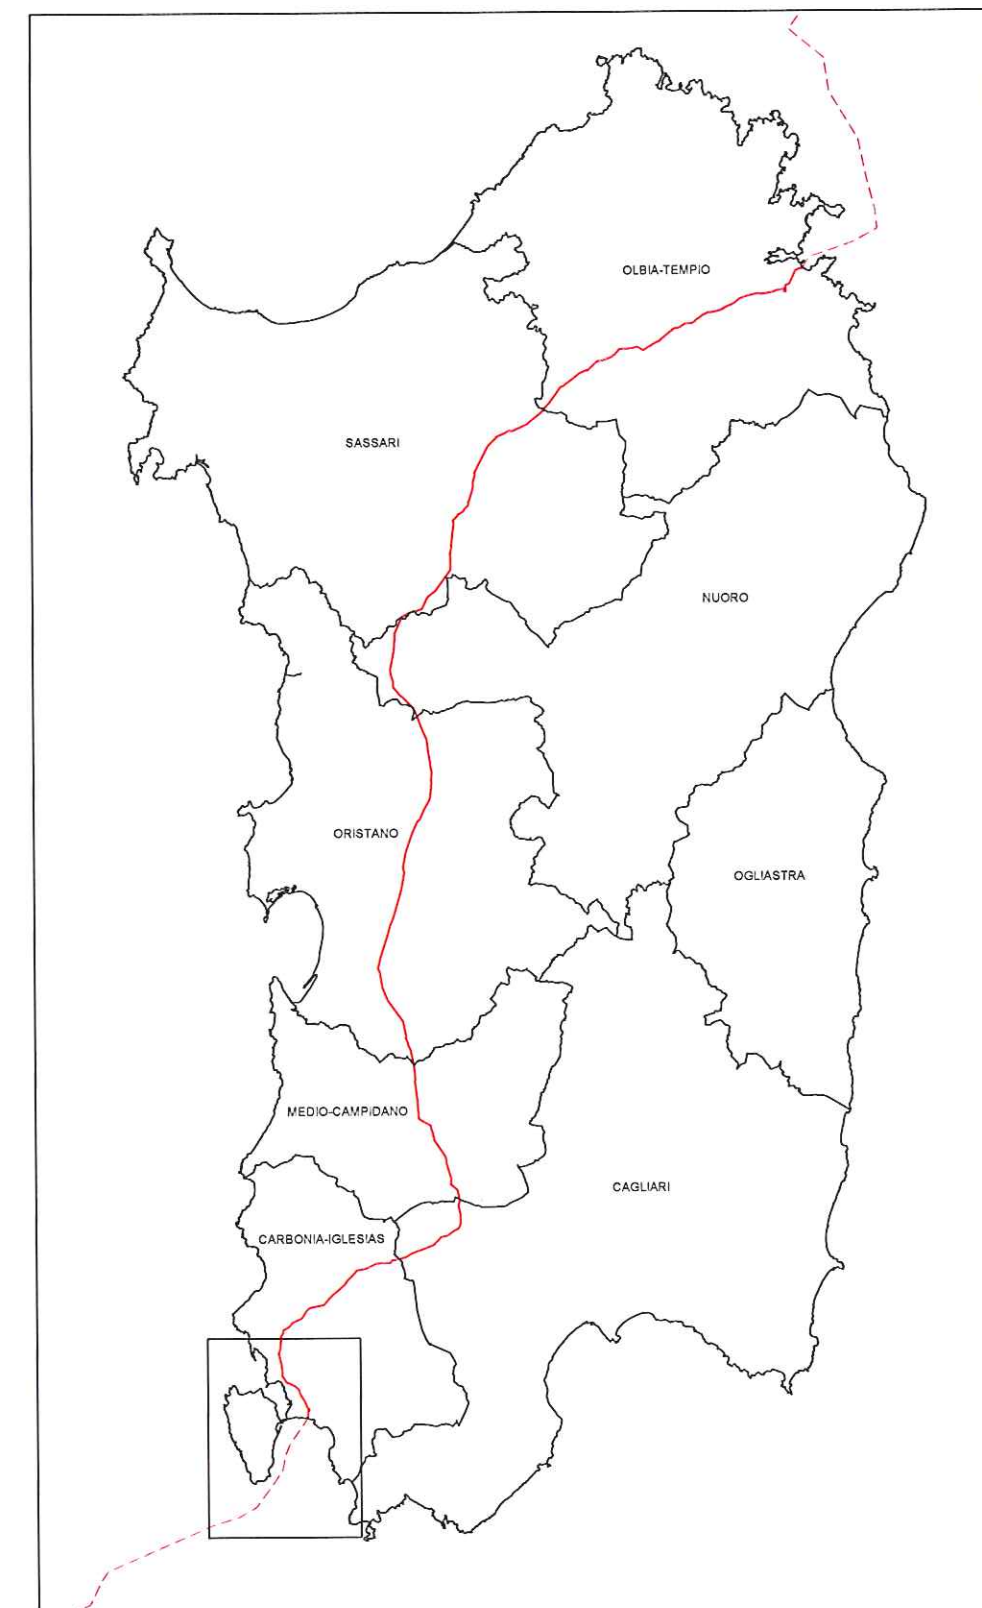 OLBIA-TEMPIO
SASSARI
NUORO
ORISTANO
OGLIASTRA
MEDIO-CAMPIDANO
CAGLIARI
CARBONIA-IGLESIAS